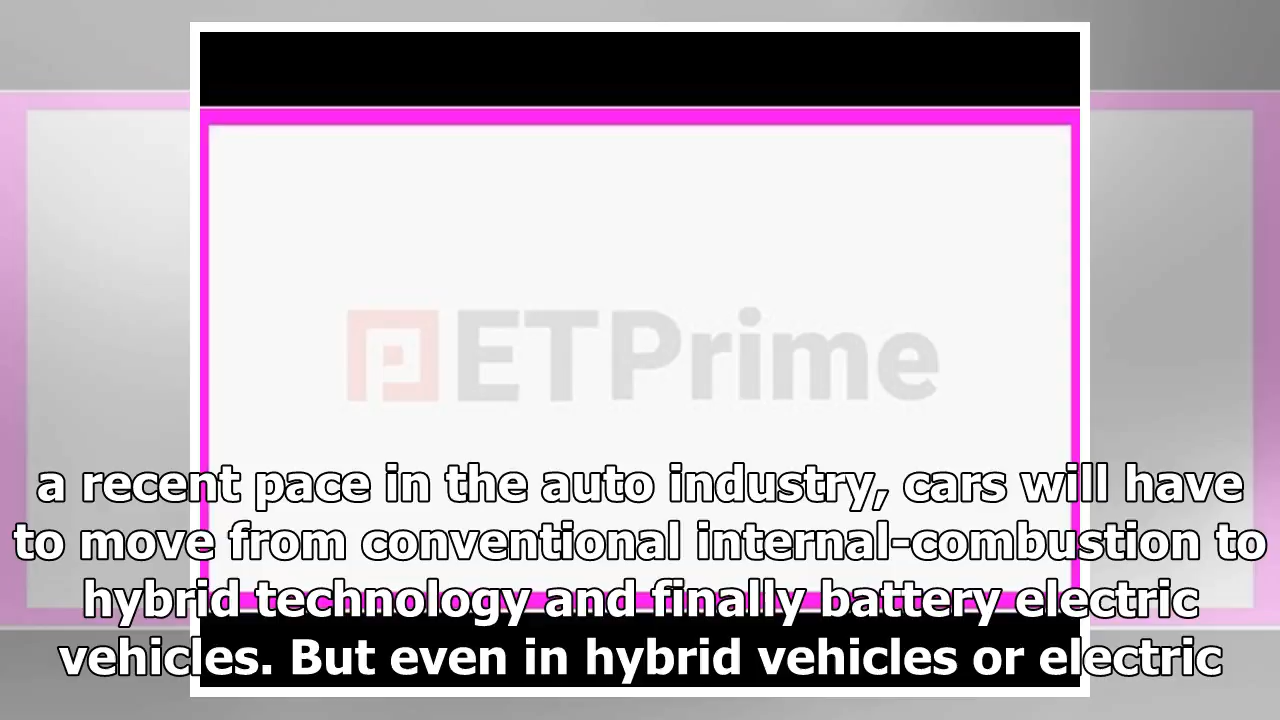 ETPrime
a recent pace in the auto industry, cars will have
to move from conventional internal-combustion to
hybrid technology and finally battery electric
vehicles. But even in hybrid vehicles or electric